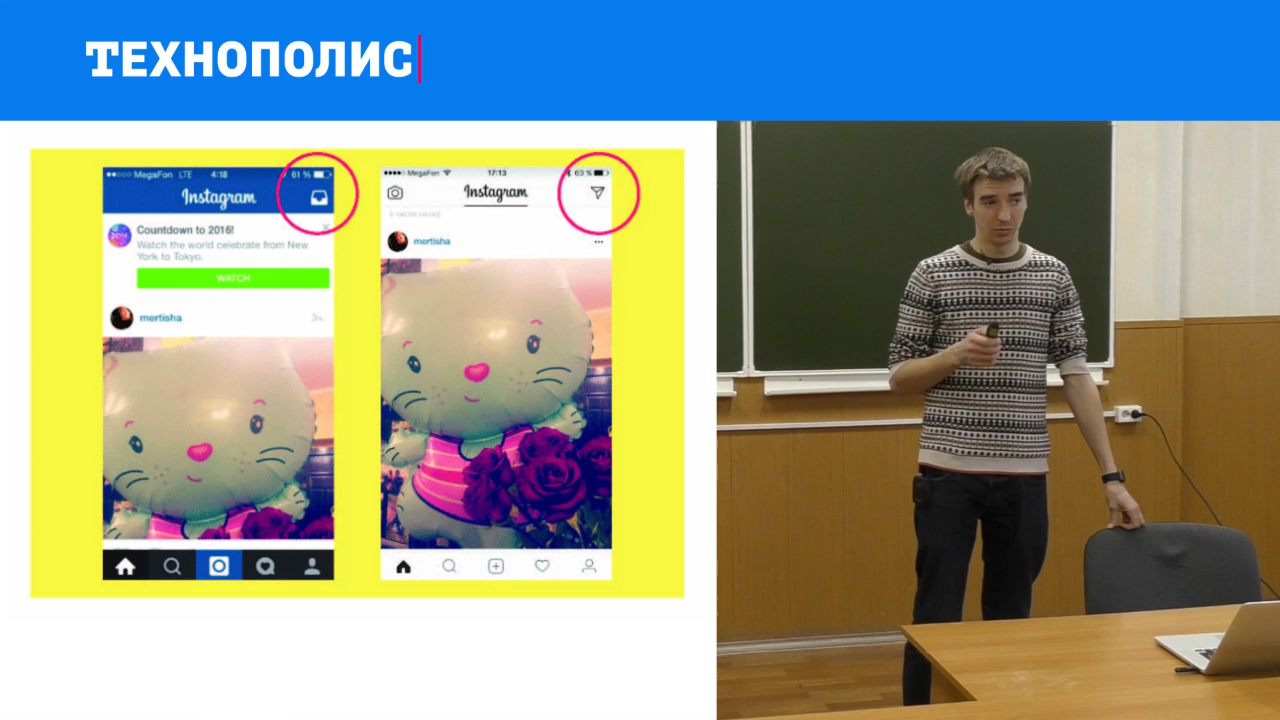 ТЕХНОПОЛИС
MegaFon LTE 4:18 61 %
Instagram
Countdown to 2016!
Watch the world celebrate from New
York to Tokyo.
WATCH
mertisha
3ч.
MegaFon 17:13 63 %
Instagram
mertisha